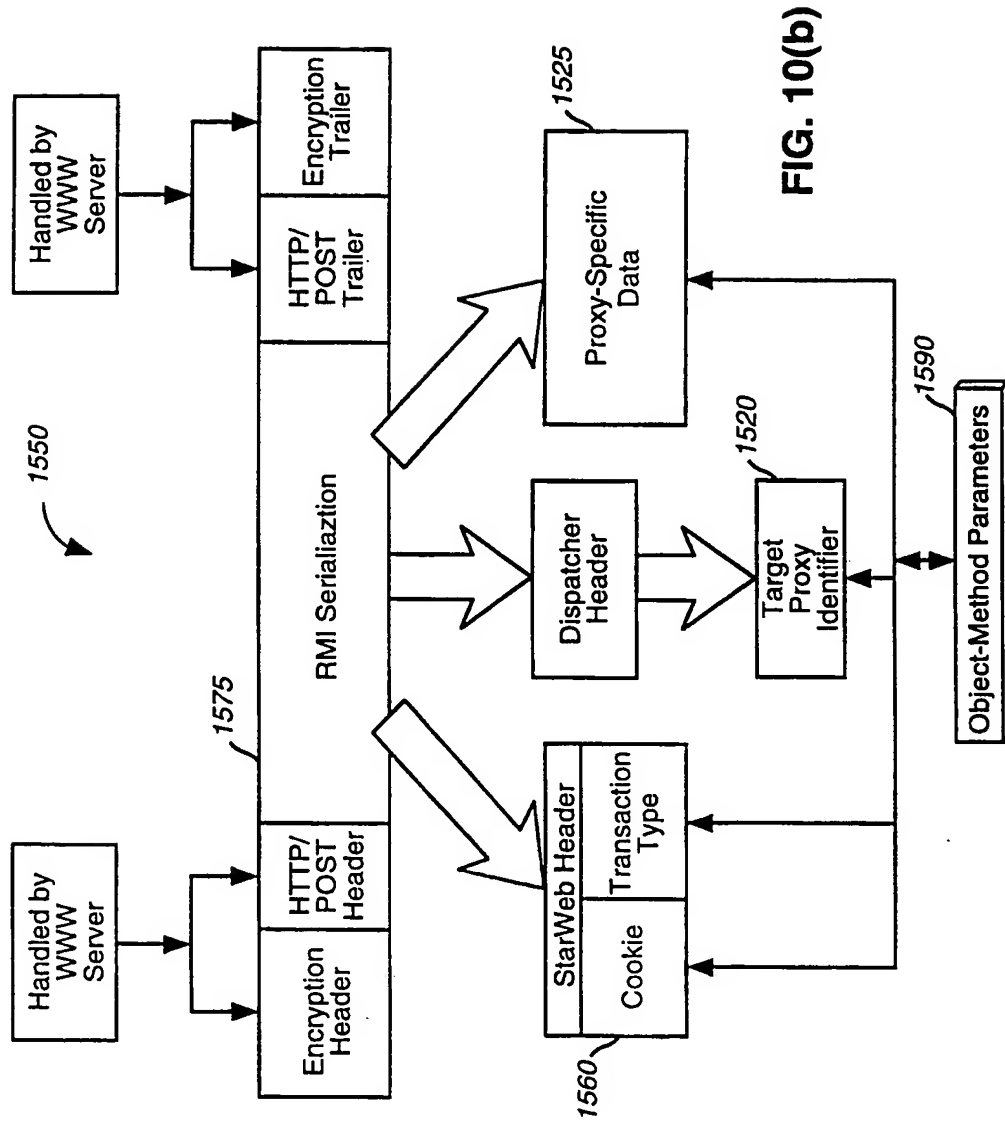 1550
Handled by
WWW
Server
Handled by
WWW
Server
1575
Encryption
Header
HTTP/
POST
Header
RMI Serialiaztion
HTTP/
POST
Trailer
Encryption
Trailer
StarWeb Header
Cookie
Transaction
Type
1560
Dispatcher
Header
Target
Proxy
Identifier
1520
Proxy-Specific
Data
1525
Object-Method Parameters
1590
FIG. 10(b)